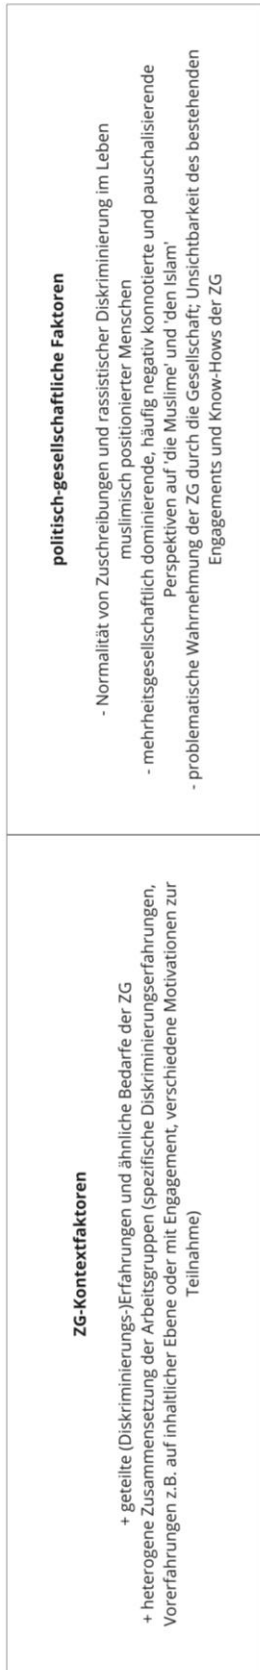 ZG-Kontextfaktoren
+ geteilte (Diskriminierungs-)Erfahrungen und ähnliche Bedarfe der ZG
+ heterogene Zusammensetzung der Arbeitsgruppen (spezifische Diskriminierungserfahrungen,
Vorerfahrungen z.B. auf inhaltlicher Ebene oder mit Engagement, verschiedene Motivationen zur
Teilnahme)
politisch-gesellschaftliche Faktoren
- Normalität von Zuschreibungen und rassistischer Diskriminierung im Leben
muslimisch positionierter Menschen
- mehrheitsgesellschaftlich dominierende, häufig negativ konnotierte und pauschalisierende
Perspektiven auf 'die Muslime' und 'den Islam'
- problematische Wahrnehmung der ZG durch die Gesellschaft; Unsichtbarkeit des bestehenden
Engagements und Know-Hows der ZG